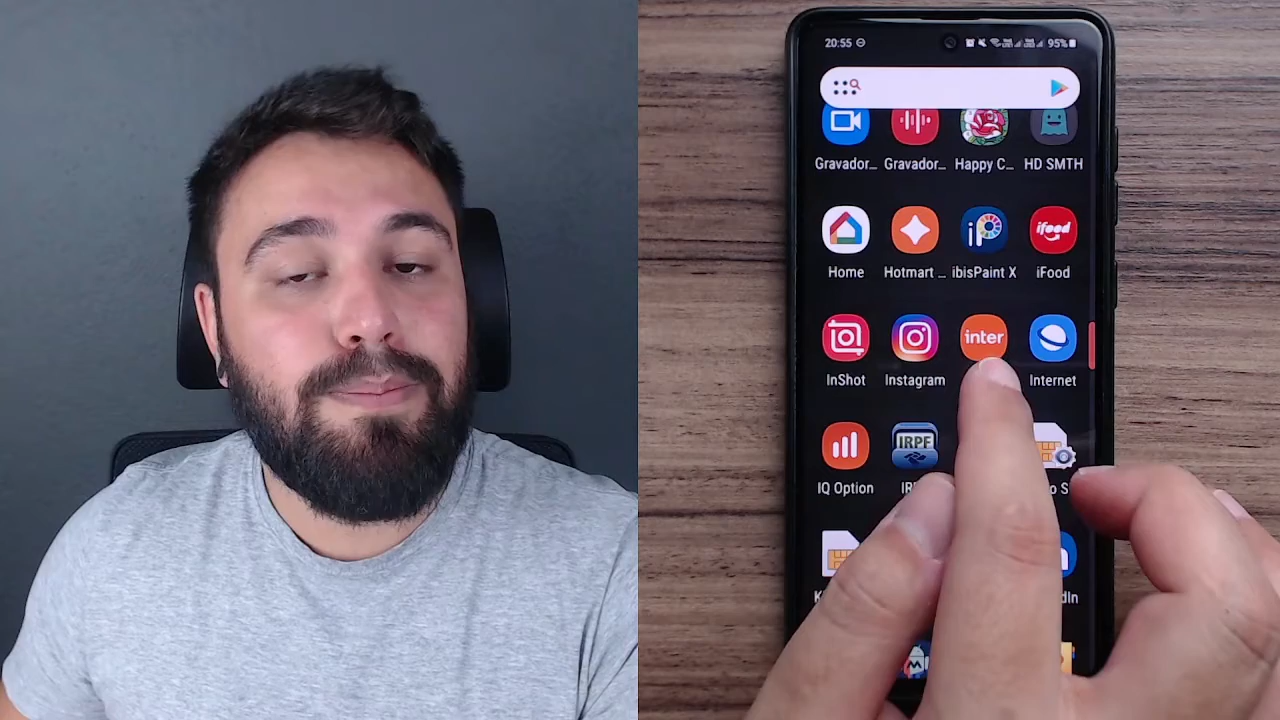 20:55
95%
Gravador...
Gravador...
Happy C...
HD SMTH
ifood
Home
Hotmart ...
ibisPaint X
iFood
inter
InShot
Instagram
Internet
IRPF
IQ Option